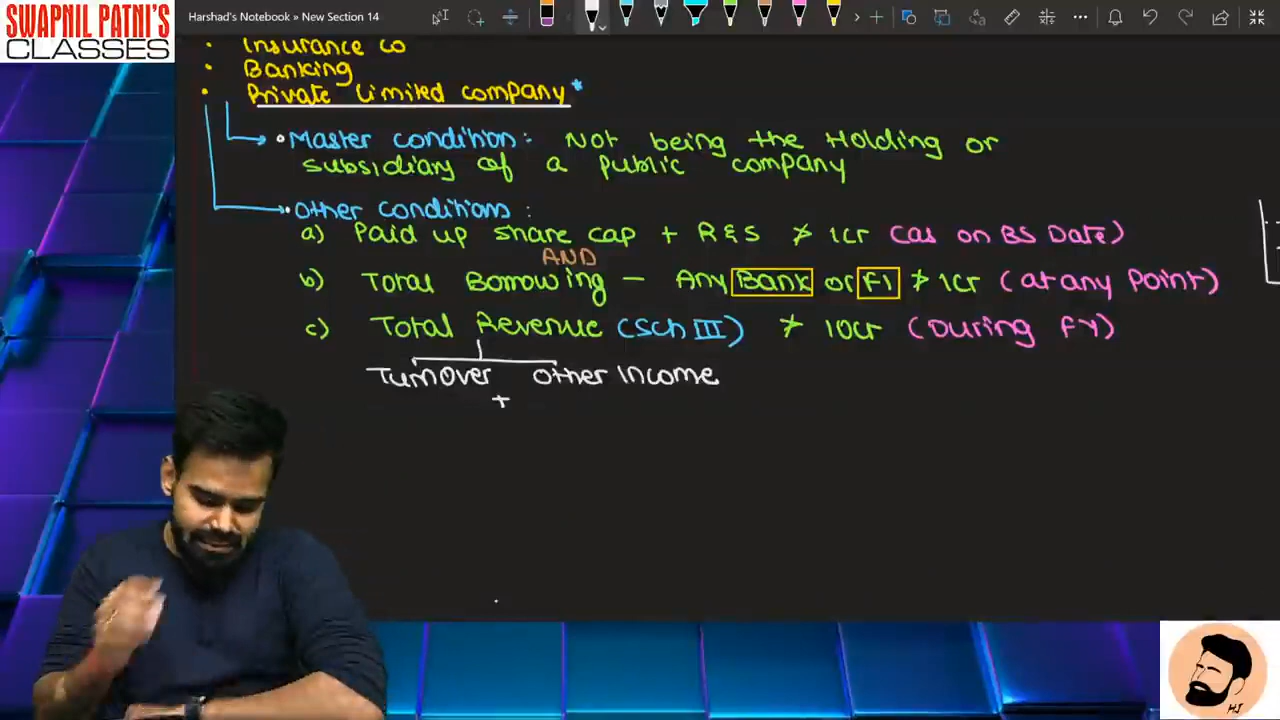 SWAPNIL PATNI'S
CLASSES
Harshad's Notebook » New Section 14
• Insurance co
• Banking
• Private Limited company*
• Master condition: Not being the Holding or
subsidiary of a public company
• Other conditions :
a) Paid up share cap + R&S ≯ 1cr (as on BS Date)
AND
b) Total Borrowing — Any Bank or FI ≯ 1cr (at any Point)
c) Total Revenue (Sch III) ≯ 10cr (During FY)
Turnover Other Income
+
HJ